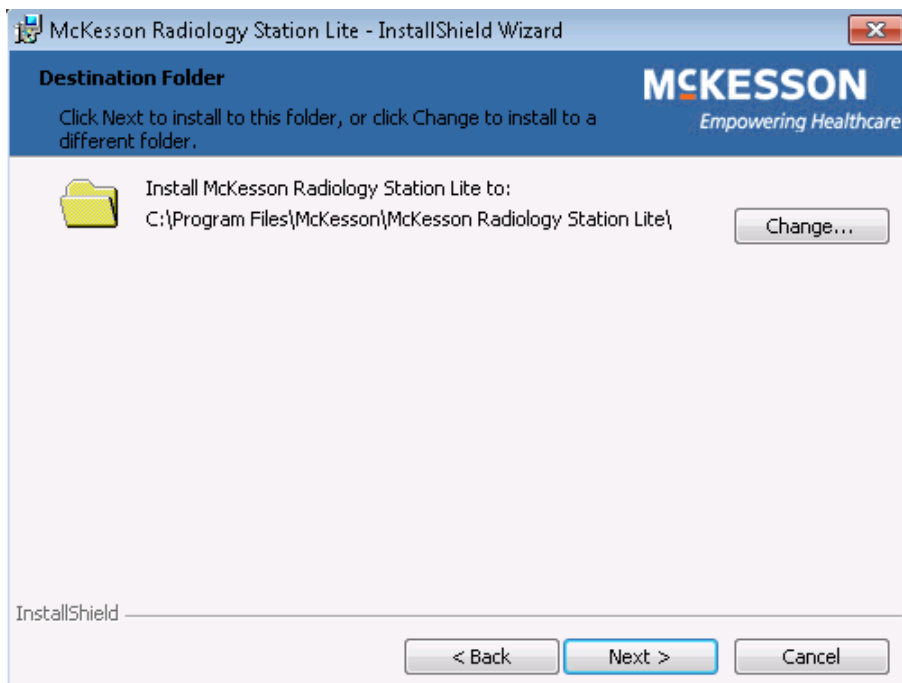 McKesson Radiology Station Lite - InstallShield Wizard
Destination Folder
Click Next to install to this folder, or click Change to install to a
different folder.
McKESSON
Empowering Healthcare
Install McKesson Radiology Station Lite to:
C:\Program Files\McKesson\McKesson Radiology Station Lite\
Change...
InstallShield
< Back
Next >
Cancel